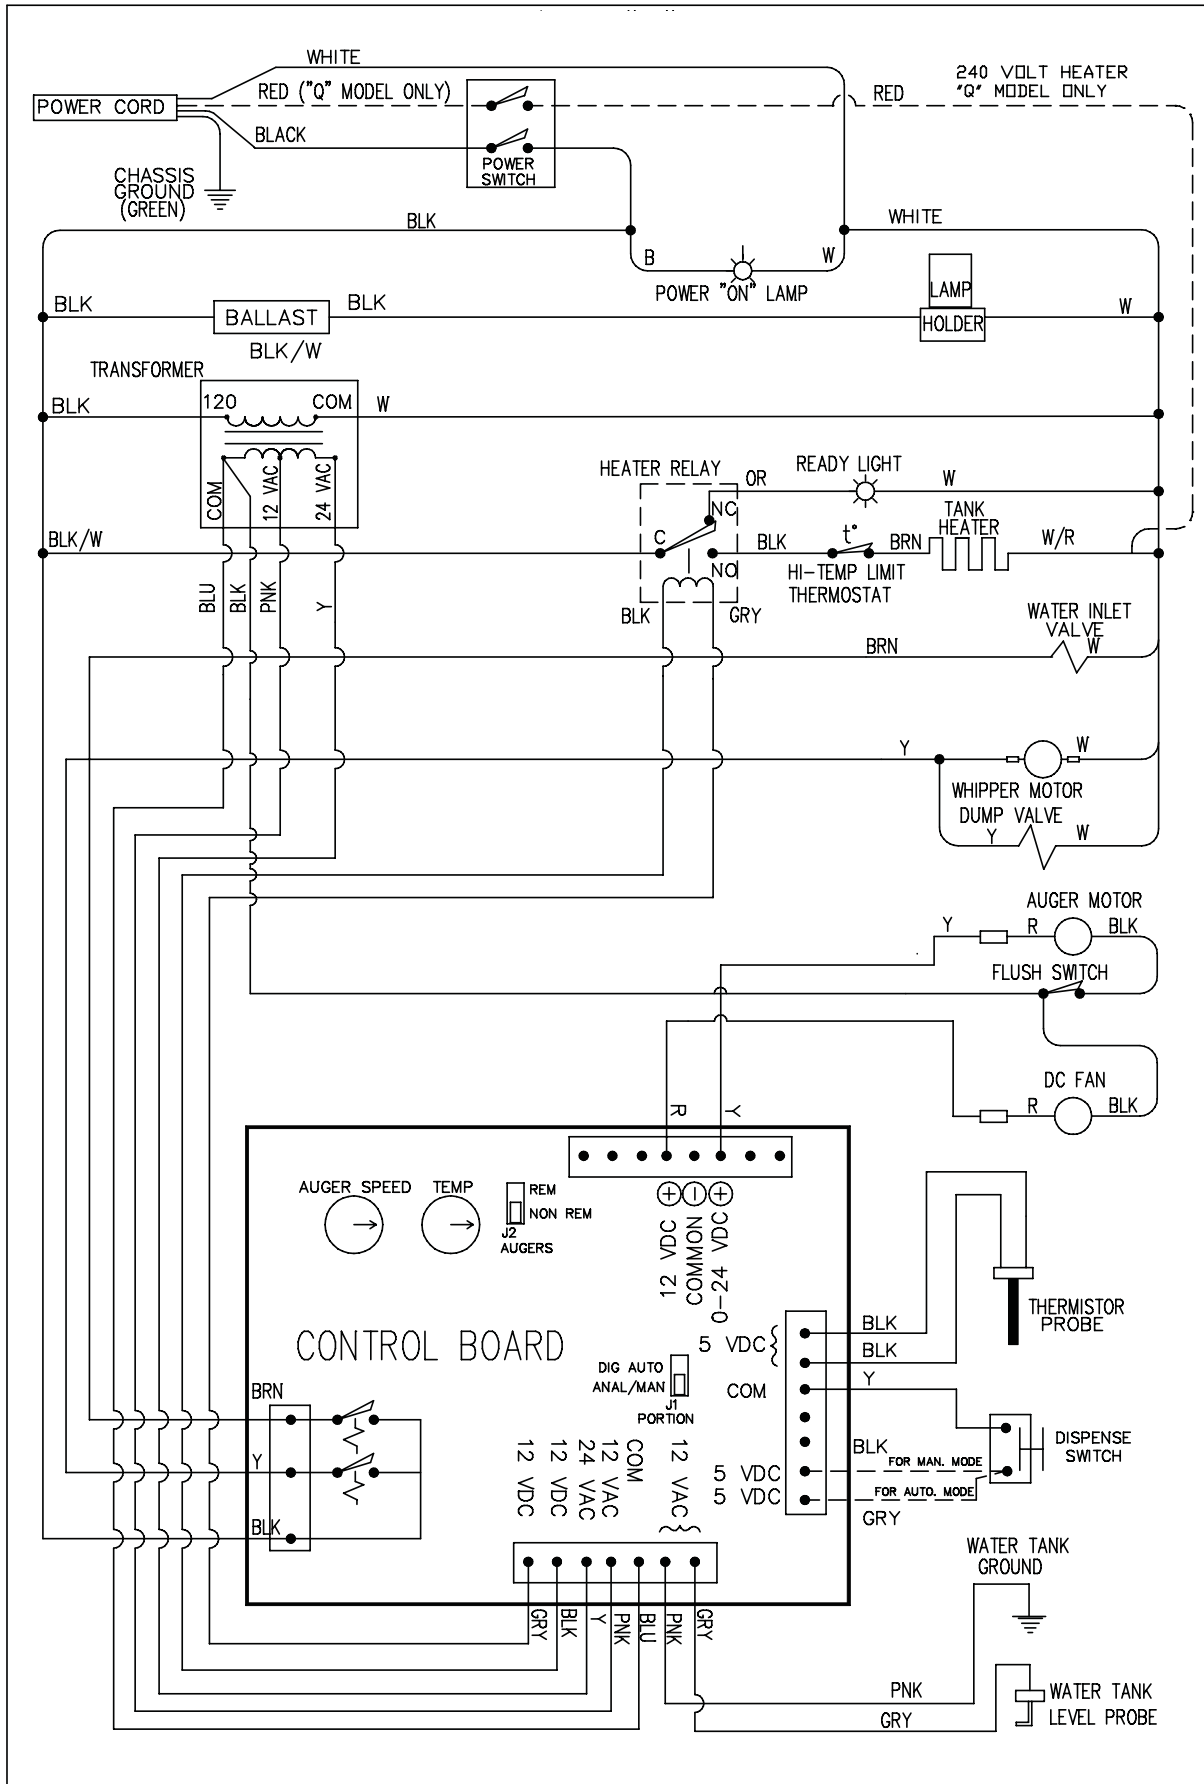 WHITE
RED ("Q" MODEL ONLY)
240 VOLT HEATER
"Q" MODEL ONLY
POWER CORD
RED
BLACK
POWER
SWITCH
CHASSIS
GROUND
(GREEN)
BLK
WHITE
B
W
POWER "ON" LAMP
LAMP
HOLDER
BLK
BALLAST
BLK
W
BLK/W
TRANSFORMER
120
COM
BLK
W
COM
12 VAC
24 VAC
HEATER RELAY
READY LIGHT
OR
W
NC
TANK
HEATER
BLK/W
C
BLK
t°
BRN
W/R
NO
HI-TEMP LIMIT
THERMOSTAT
BLU
BLK
PNK
Y
BLK
GRY
WATER INLET
VALVE
BRN
W
Y
W
WHIPPER MOTOR
DUMP VALVE
Y
W
AUGER MOTOR
Y
R
BLK
FLUSH SWITCH
DC FAN
R
BLK
R
Y
AUGER SPEED
TEMP
REM
NON REM
J2
AUGERS
+
-
+
12 VDC
COMMON
0-24 VDC
THERMISTOR
PROBE
CONTROL BOARD
5 VDC
BLK
BLK
DIG AUTO
ANAL/MAN
J1
PORTION
COM
Y
BRN
Y
BLK
12 VDC
12 VDC
24 VAC
12 VAC
COM
12 VAC
5 VDC
5 VDC
BLK
FOR MAN. MODE
FOR AUTO. MODE
GRY
DISPENSE
SWITCH
WATER TANK
GROUND
GRY
BLK
Y
PNK
BLU
PNK
GRY
PNK
GRY
WATER TANK
LEVEL PROBE